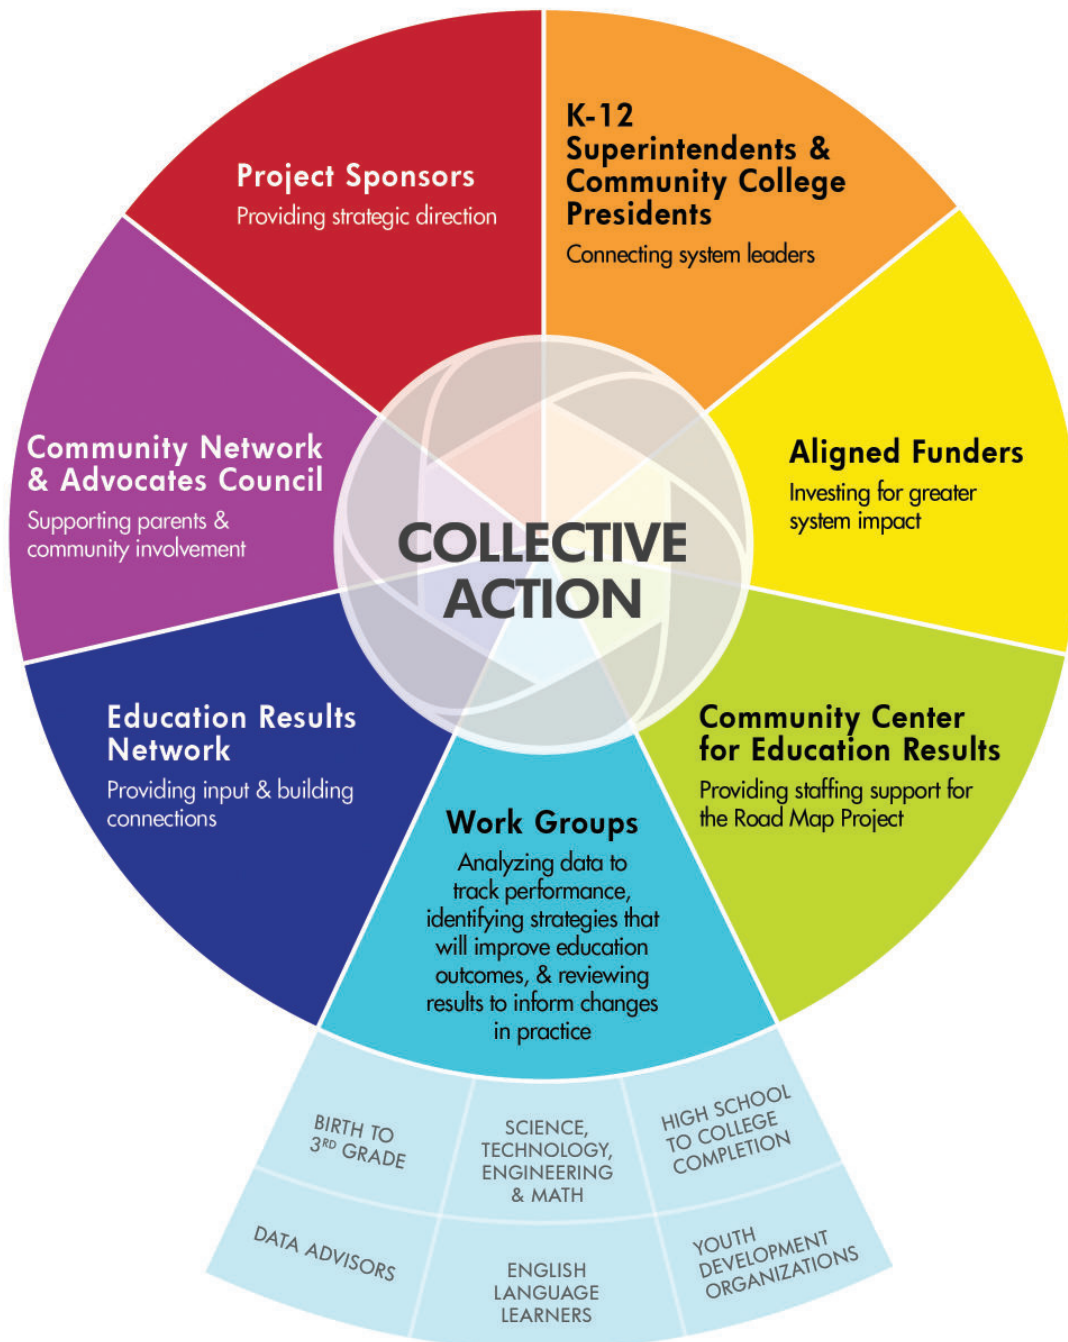 Project Sponsors
Providing strategic direction
K-12
Superintendents &
Community College
Presidents
Connecting system leaders
Community Network
& Advocates Council
Supporting parents &
community involvement
Aligned Funders
Investing for greater
system impact
COLLECTIVE
ACTION
Education Results
Network
Providing input & building
connections
Community Center
for Education Results
Providing staffing support for
the Road Map Project
Work Groups
Analyzing data to
track performance,
identifying strategies that
will improve education
outcomes, & reviewing
results to inform changes
in practice
BIRTH TO
3RD GRADE
SCIENCE,
TECHNOLOGY,
ENGINEERING
& MATH
HIGH SCHOOL
TO COLLEGE
COMPLETION
DATA ADVISORS
ENGLISH
LANGUAGE
LEARNERS
YOUTH
DEVELOPMENT
ORGANIZATIONS